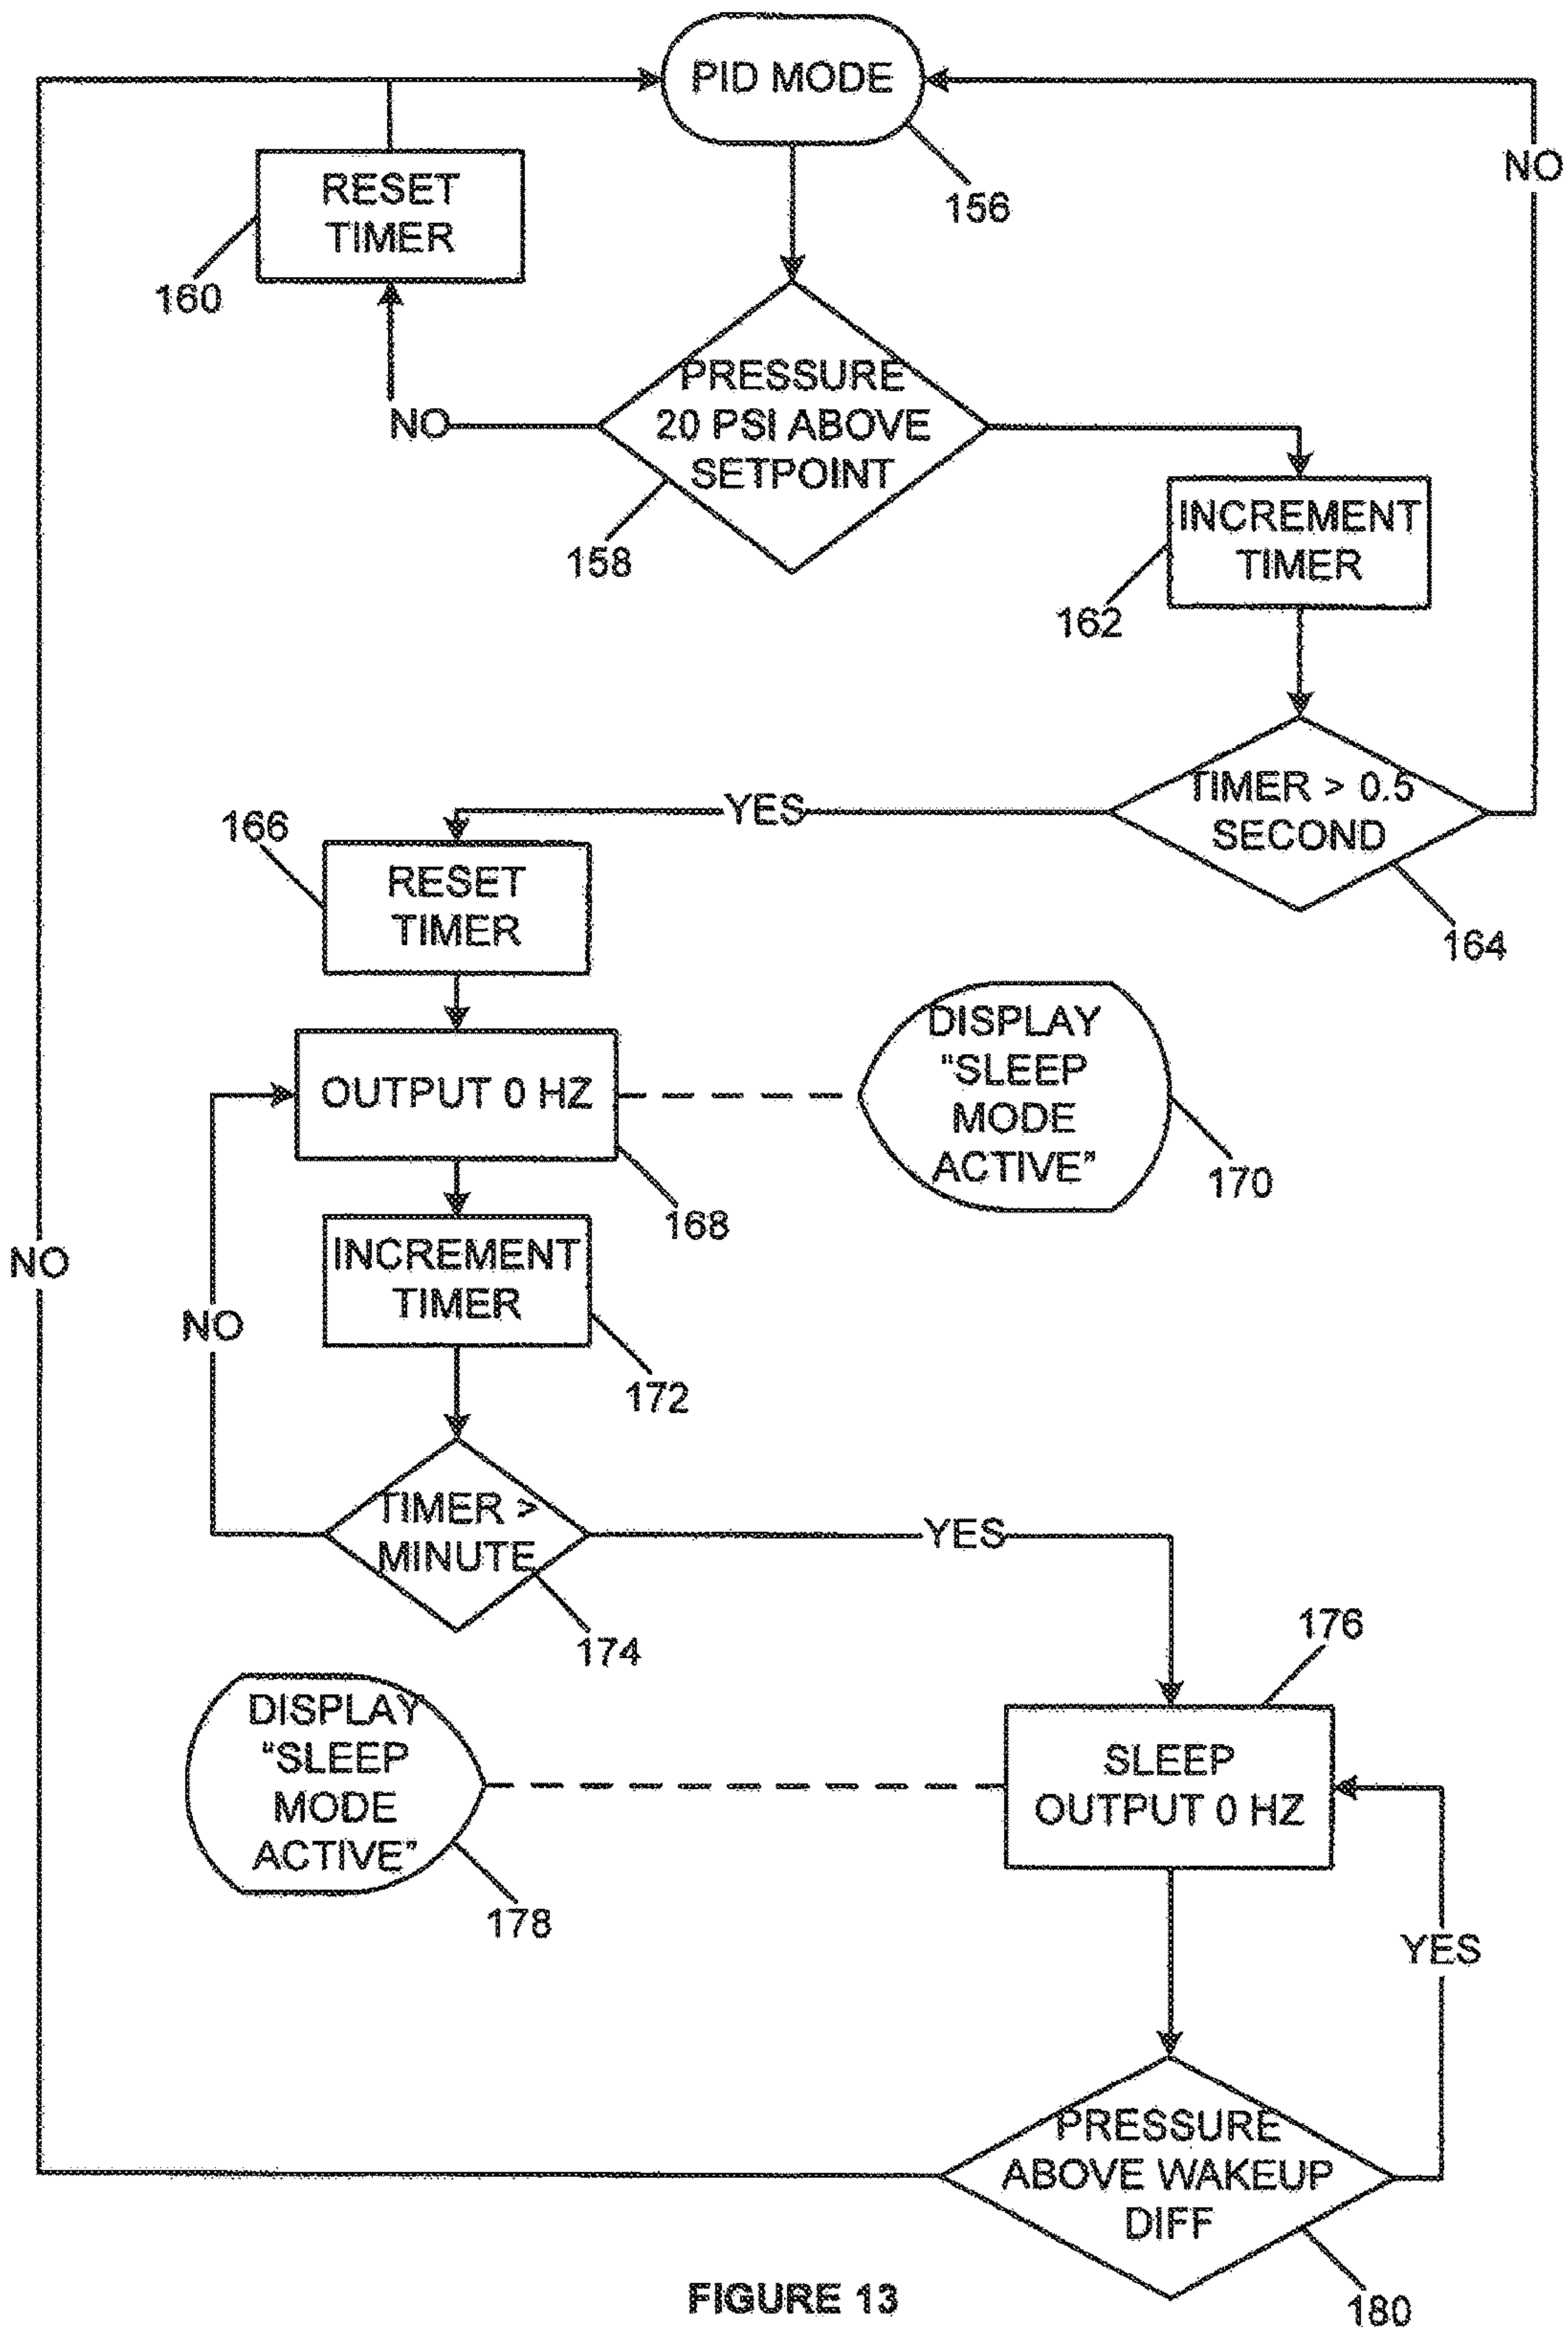 PID MODE
NO
156
RESET
TIMER
160
PRESSURE
20 PSI ABOVE
SETPOINT
NO
158
INCREMENT
TIMER
162
TIMER > 0.5
SECOND
YES
164
166
RESET
TIMER
OUTPUT 0 HZ
168
DISPLAY
“SLEEP
MODE
ACTIVE”
170
INCREMENT
TIMER
172
NO
NO
TIMER >
MINUTE
YES
174
176
SLEEP
OUTPUT 0 HZ
DISPLAY
“SLEEP
MODE
ACTIVE”
178
YES
PRESSURE
ABOVE WAKEUP
DIFF
180
FIGURE 13